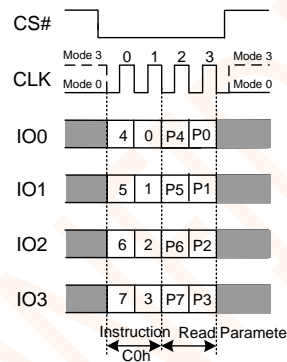 CS#
Mode 3 0 1 2 3 Mode 3
CLK
Mode 0 Mode 0
IO0 4 0 P4 P0
IO1 5 1 P5 P1
IO2 6 2 P6 P2
IO3 7 3 P7 P3
Instruction Read Paramete
C0h